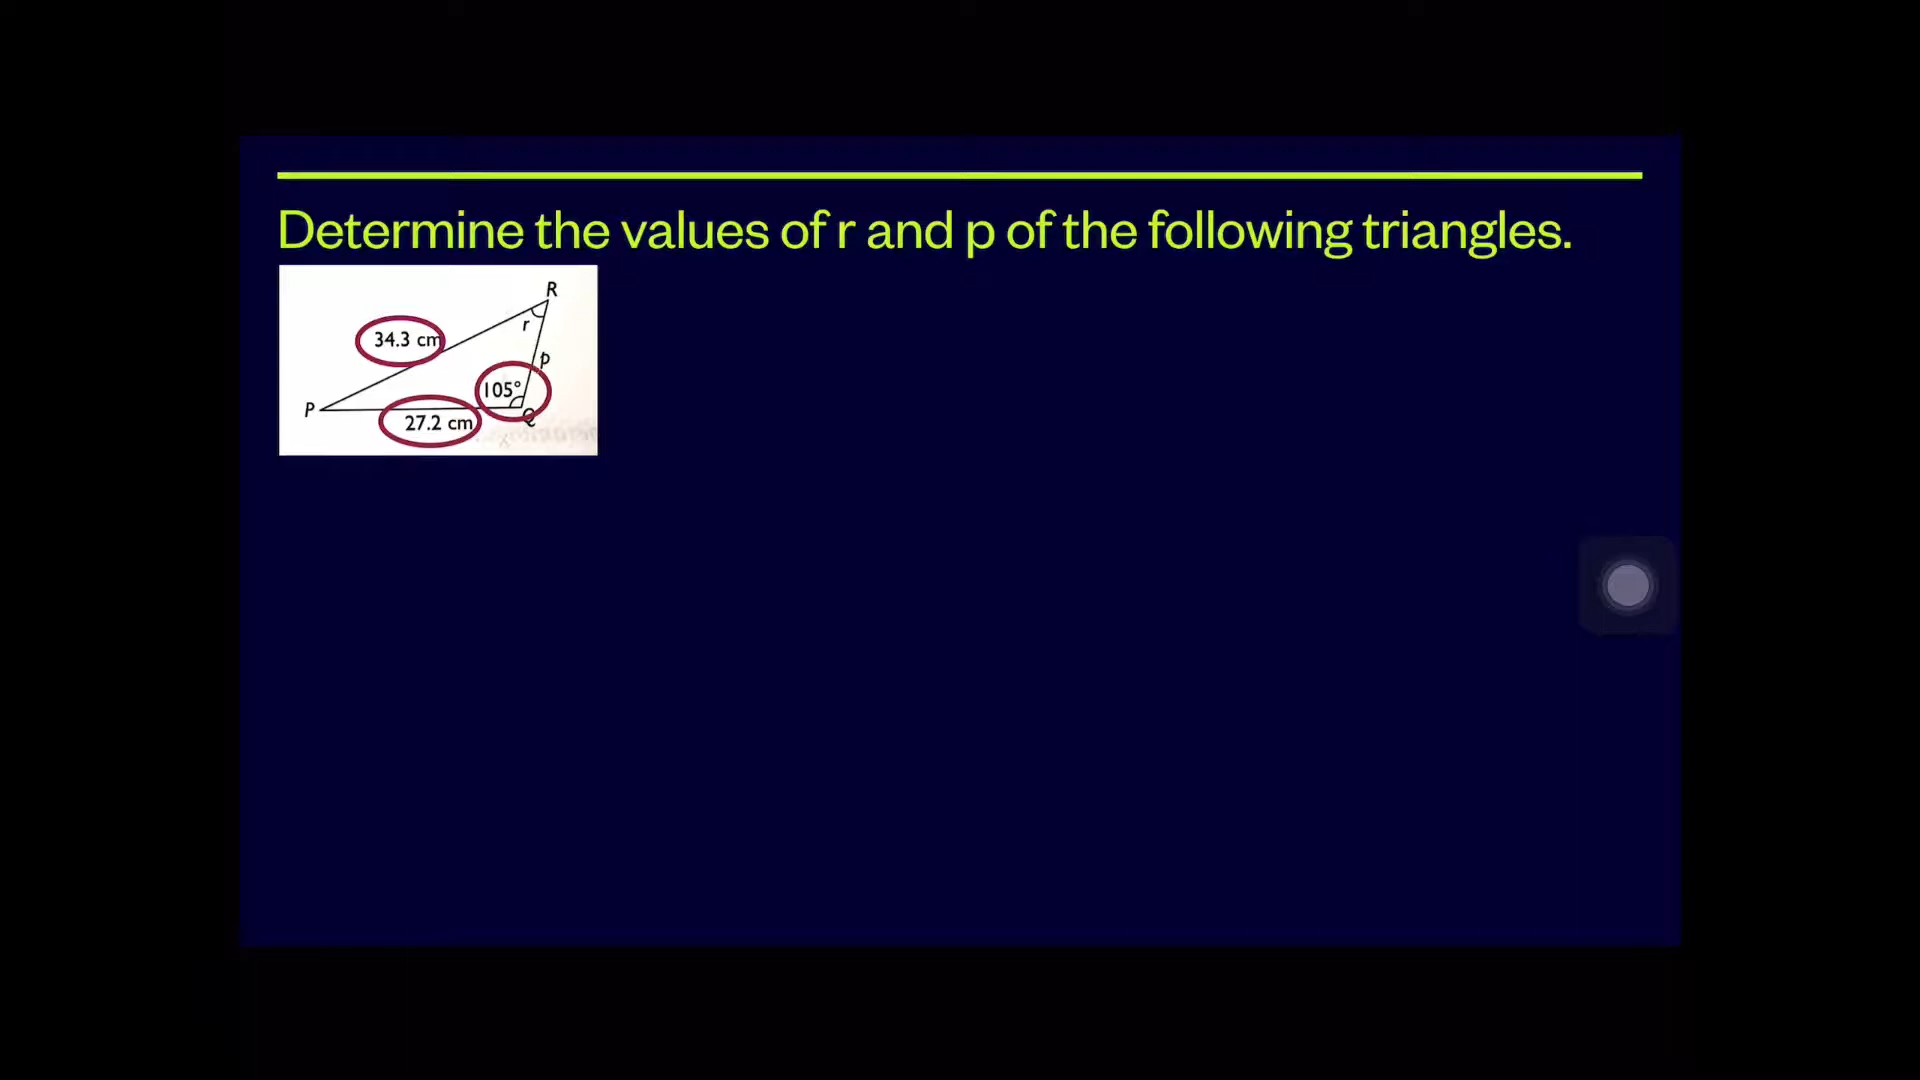 Determine the values of r and p of the following triangles.
R
34.3 cm
r
p
105°
P
Q
27.2 cm